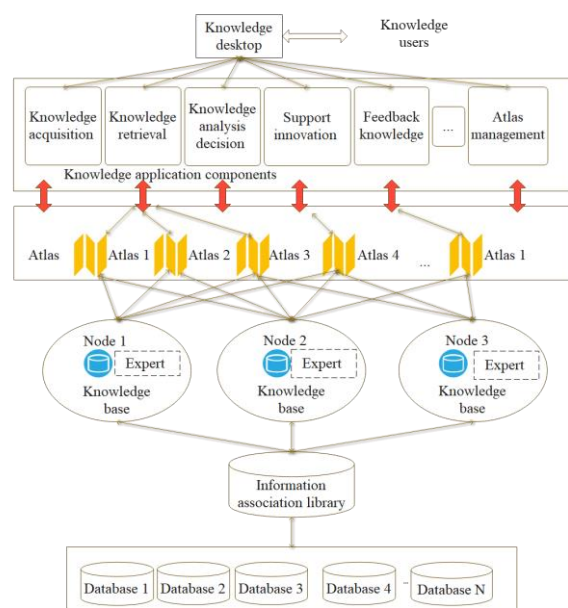 Knowledge
desktop
Knowledge
users
Knowledge
acquisition
Knowledge
retrieval
Knowledge
analysis
decision
Support
innovation
Feedback
knowledge
...
Atlas
management
Knowledge application components
Atlas
Atlas 1
Atlas 2
Atlas 3
Atlas 4
...
Atlas 1
Node 1
Expert
Knowledge
base
Node 2
Expert
Knowledge
base
Node 3
Expert
Knowledge
base
Information
association library
Database 1
Database 2
Database 3
Database 4
Database N